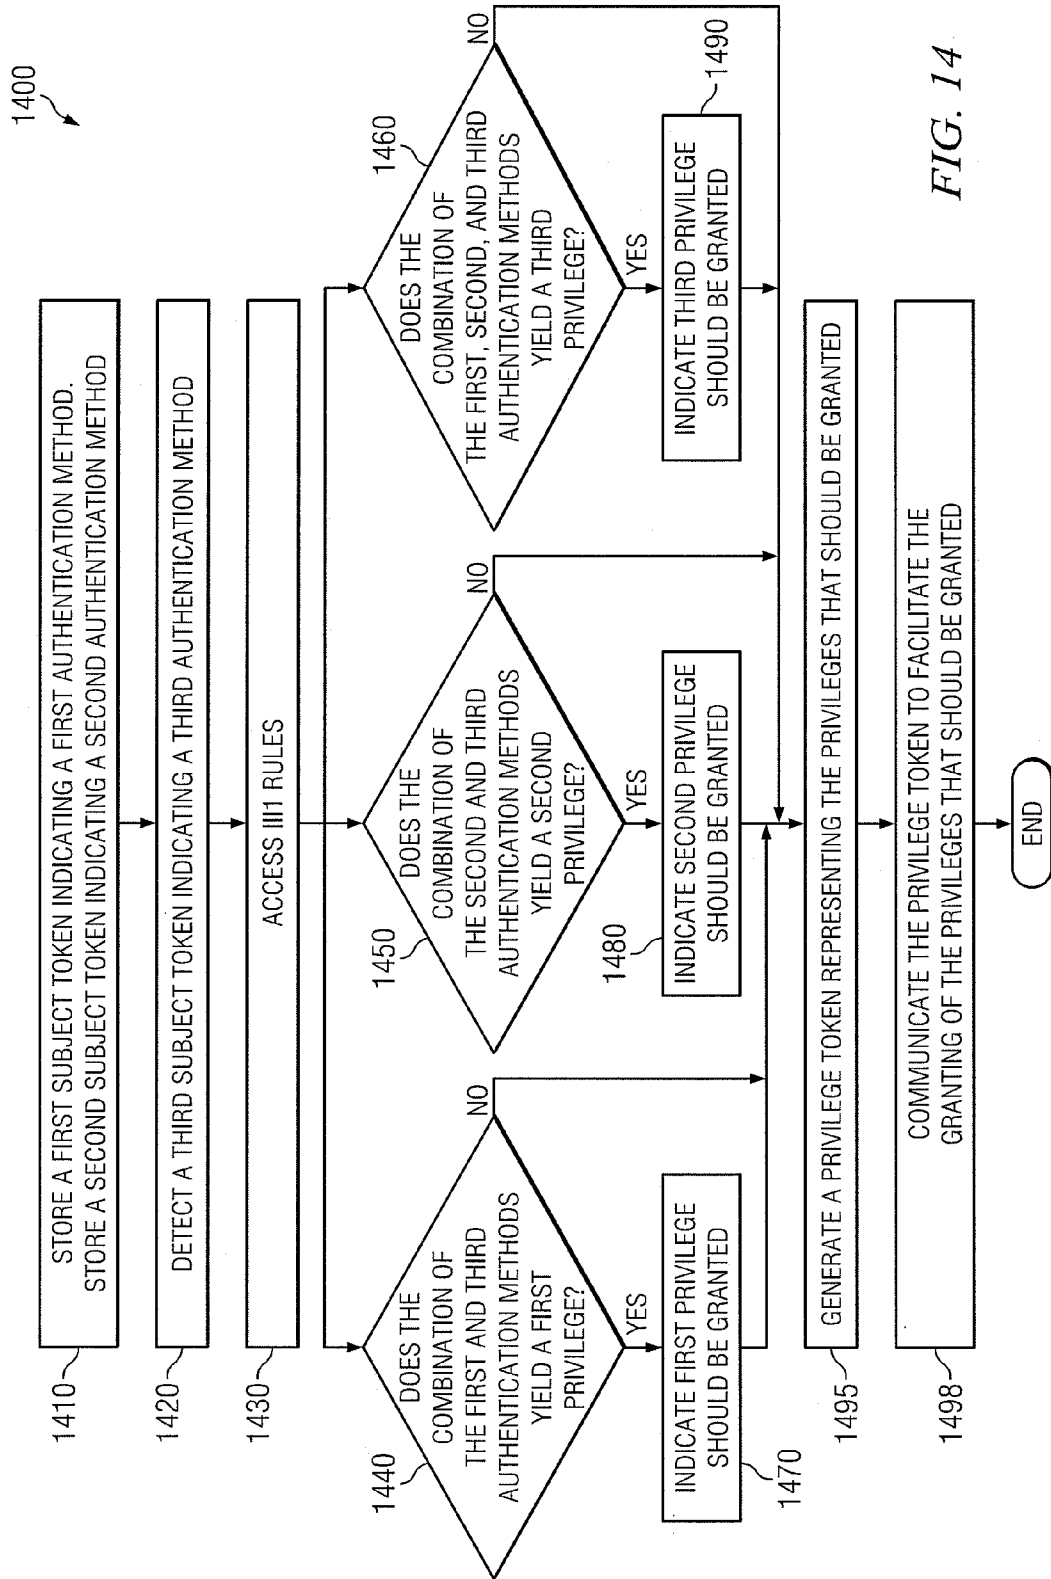 1400
1410
STORE A FIRST SUBJECT TOKEN INDICATING A FIRST AUTHENTICATION METHOD.
STORE A SECOND SUBJECT TOKEN INDICATING A SECOND AUTHENTICATION METHOD
1420
DETECT A THIRD SUBJECT TOKEN INDICATING A THIRD AUTHENTICATION METHOD
1430
ACCESS III1 RULES
1440
DOES THE
COMBINATION OF
THE FIRST AND THIRD
AUTHENTICATION METHODS
YIELD A FIRST
PRIVILEGE?
NO
YES
1450
DOES THE
COMBINATION OF
THE SECOND AND THIRD
AUTHENTICATION METHODS
YIELD A SECOND
PRIVILEGE?
NO
YES
1460
DOES THE
COMBINATION OF
THE FIRST, SECOND, AND THIRD
AUTHENTICATION METHODS
YIELD A THIRD
PRIVILEGE?
NO
YES
INDICATE FIRST PRIVILEGE
SHOULD BE GRANTED
1470
1480
INDICATE SECOND PRIVILEGE
SHOULD BE GRANTED
INDICATE THIRD PRIVILEGE
SHOULD BE GRANTED
1490
1495
GENERATE A PRIVILEGE TOKEN REPRESENTING THE PRIVILEGES THAT SHOULD BE GRANTED
1498
COMMUNICATE THE PRIVILEGE TOKEN TO FACILITATE THE
GRANTING OF THE PRIVILEGES THAT SHOULD BE GRANTED
END
FIG. 14